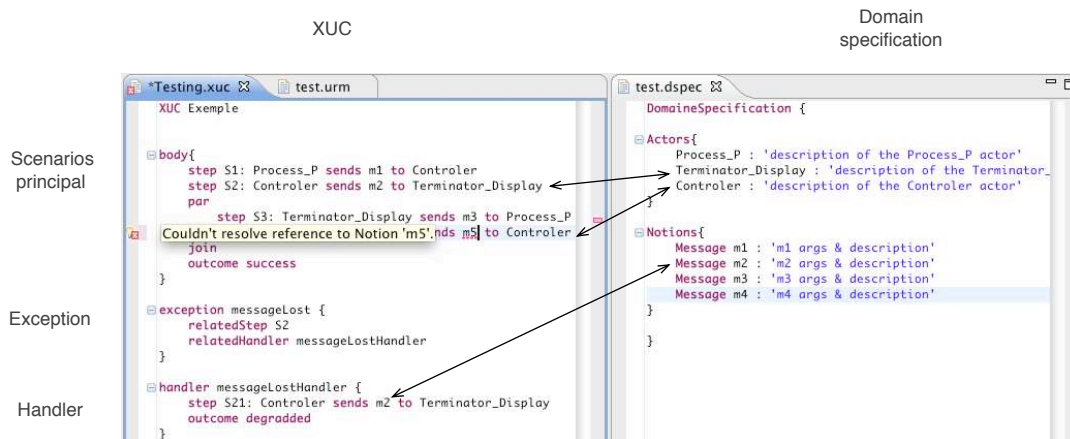 XUC
Domain
specification
*Testing.xuc
test.urm
test.dspec
Scenarios
principal
Exception
Handler
XUC Exemple
body{
step S1: Process_P sends m1 to Controler
step S2: Controler sends m2 to Terminator_Display
par
step S3: Terminator_Display sends m3 to Process_P
Couldn't resolve reference to Notion 'm5'. nds m5 to Controler
join
outcome success
}
exception messageLost {
relatedStep S2
relatedHandler messageLostHandler
}
handler messageLostHandler {
step S21: Controler sends m2 to Terminator_Display
outcome degradded
}
DomaineSpecification {
Actors{
Process_P : 'description of the Process_P actor'
Terminator_Display : 'description of the Terminator_
Controler : 'description of the Controler actor'
}
Notions{
Message m1 : 'm1 args & description'
Message m2 : 'm2 args & description'
Message m3 : 'm3 args & description'
Message m4 : 'm4 args & description'
}
}